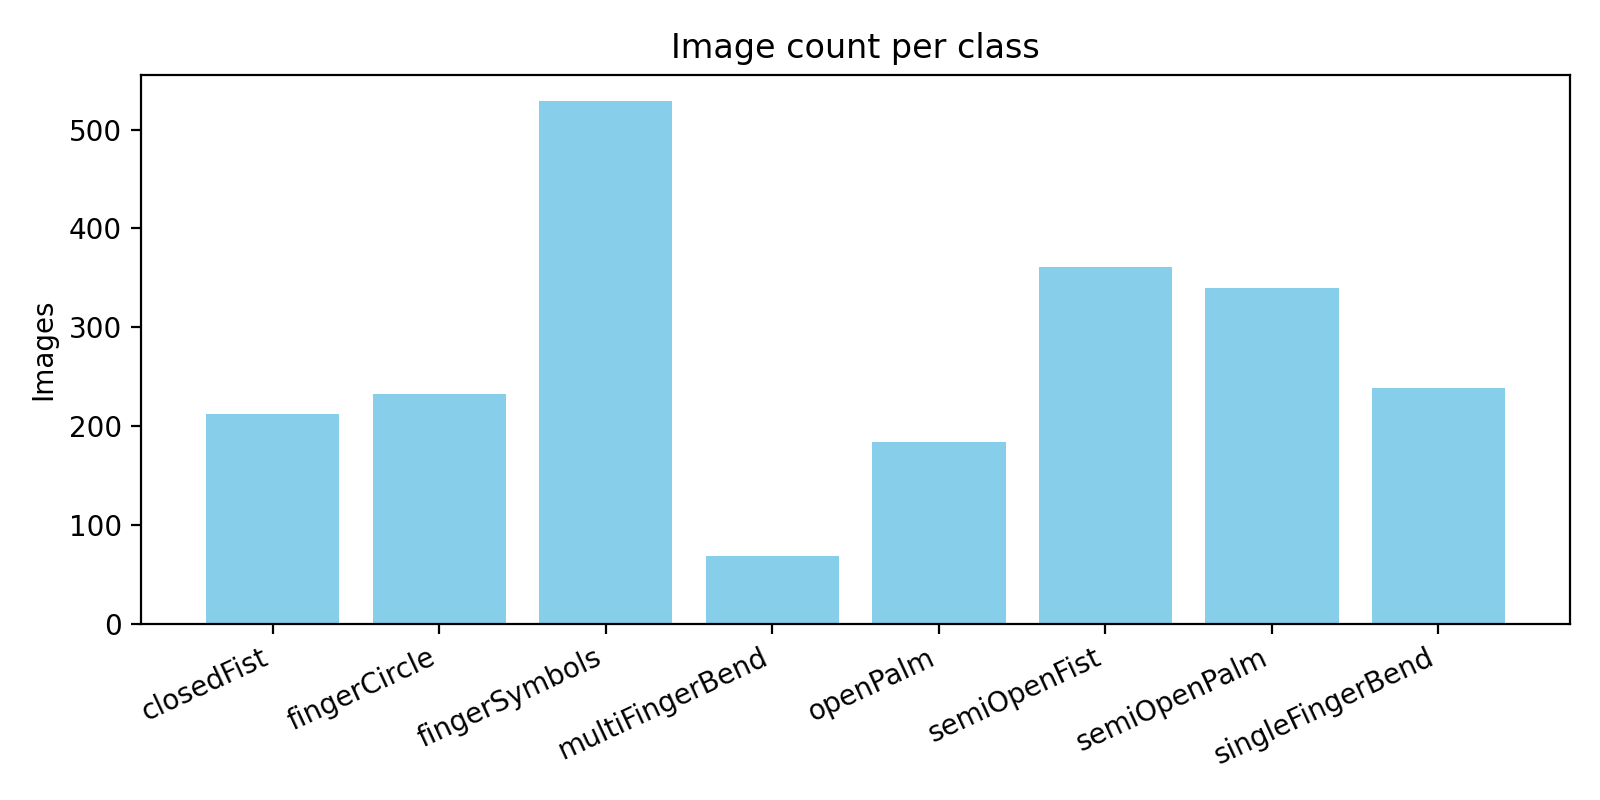 Image count per class
Images
500
400
300
200
100
0
closedFist
fingerCircle
fingerSymbols
multiFingerBend
openPalm
semiOpenFist
semiOpenPalm
singleFingerBend